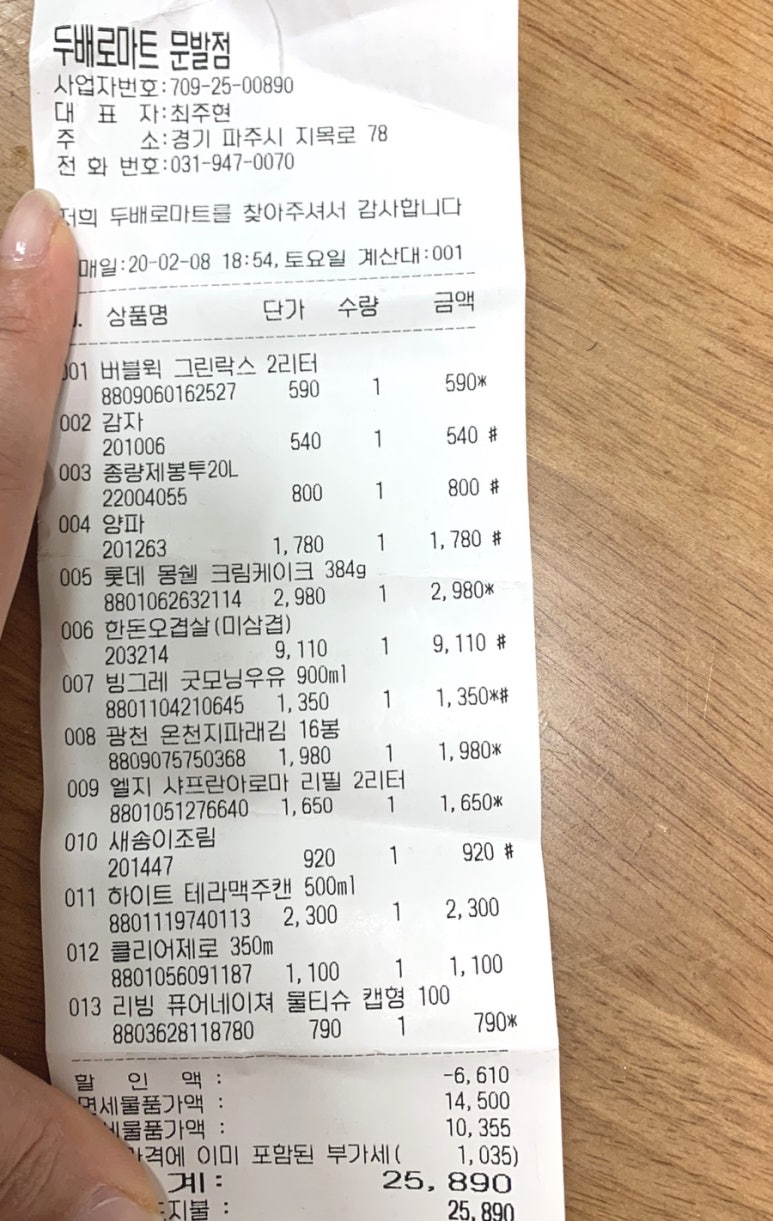 두배로마트 문발점
사업자번호:709-25-00890
대 표 자:최주현
주 소:경기 파주시 지목로 78
전 화 번호:031-947-0070
저희 두배로마트를 찾아주셔서 감사합니다
매일:20-02-08 18:54,토요일 계산대:001
상품명 단가 수량 금액
001 버블윅 그린락스 2리터
8809060162527 590 1 590*
002 감자
201006 540 1 540 #
003 종량제봉투20L
22004055 800 1 800 #
004 양파
201263 1,780 1 1,780 #
005 롯데 몽쉘 크림케이크 384g
8801062632114 2,980 1 2,980*
006 한돈오겹살(미삼겹)
203214 9,110 1 9,110 #
007 빙그레 굿모닝우유 900ml
8801104210645 1,350 1 1,350*#
008 광천 온천지파래김 16봉
8809075750368 1,980 1 1,980*
009 엘지 샤프란아로마 리필 2리터
8801051276640 1,650 1 1,650*
010 새송이조림
201447 920 1 920 #
011 하이트 테라맥주캔 500ml
8801119740113 2,300 1 2,300
012 클리어제로 350m
8801056091187 1,100 1 1,100
013 리빙 퓨어네이쳐 물티슈 캡형 100
8803628118780 790 1 790*
할 인 액 : -6,610
면세물품가액 : 14,500
세물품가액 : 10,355
가격에 이미 포함된 부가세( 1,035)
계: 25,890
지불 : 25,890